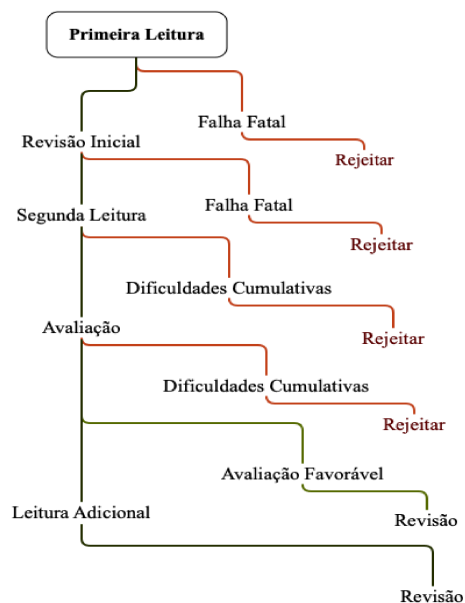 Primeira Leitura
Falha Fatal
Revisão Inicial
Rejeitar
Falha Fatal
Segunda Leitura
Rejeitar
Dificuldades Cumulativas
Avaliação
Rejeitar
Dificuldades Cumulativas
Rejeitar
Avaliação Favorável
Leitura Adicional
Revisão
Revisão